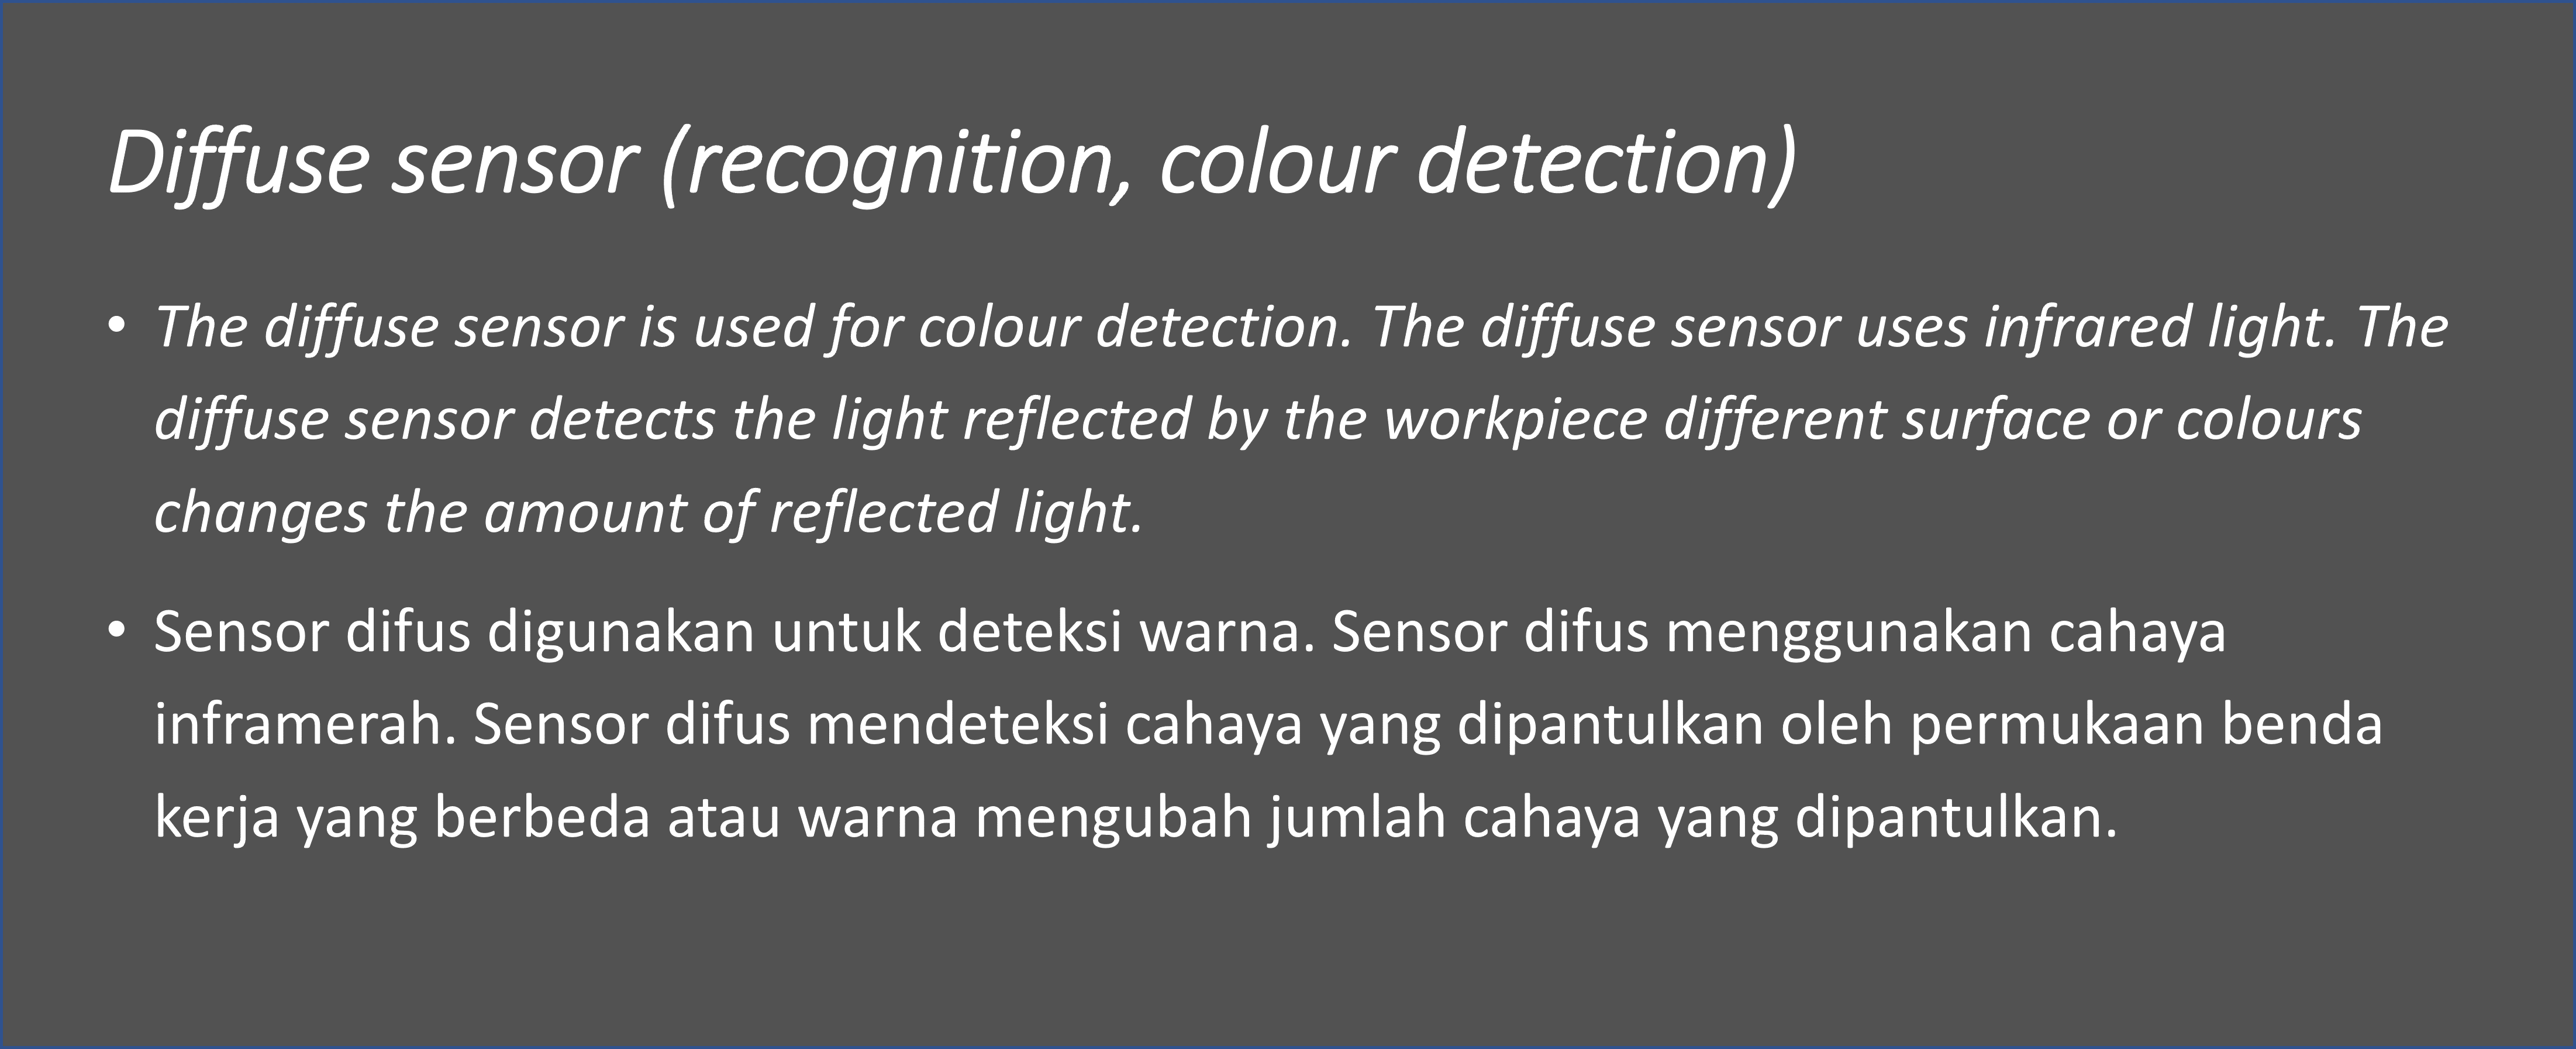 Diffuse sensor (recognition, colour detection)
• The diffuse sensor is used for colour detection. The diffuse sensor uses infrared light. The
diffuse sensor detects the light reflected by the workpiece different surface or colours
changes the amount of reflected light.
• Sensor difus digunakan untuk deteksi warna. Sensor difus menggunakan cahaya
inframerah. Sensor difus mendeteksi cahaya yang dipantulkan oleh permukaan benda
kerja yang berbeda atau warna mengubah jumlah cahaya yang dipantulkan.